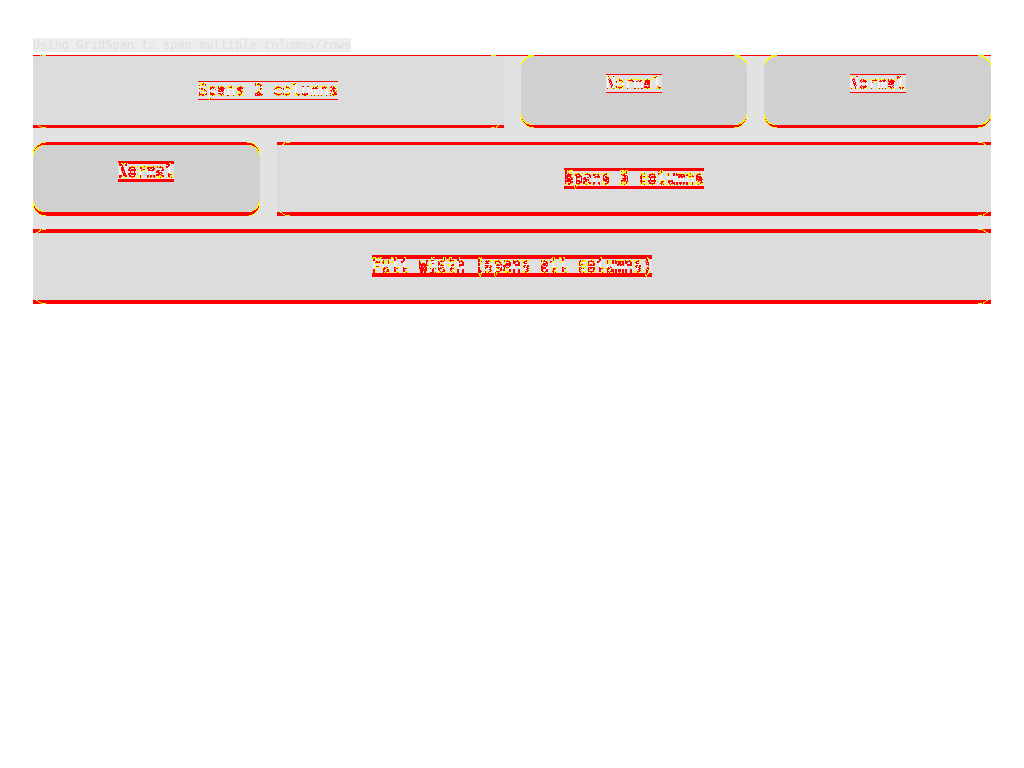 Using GridSpan to span multiple columns/rows
Spans 2 columns
Normal
Normal
Normal
Spans 3 columns
Full width (spans all columns)